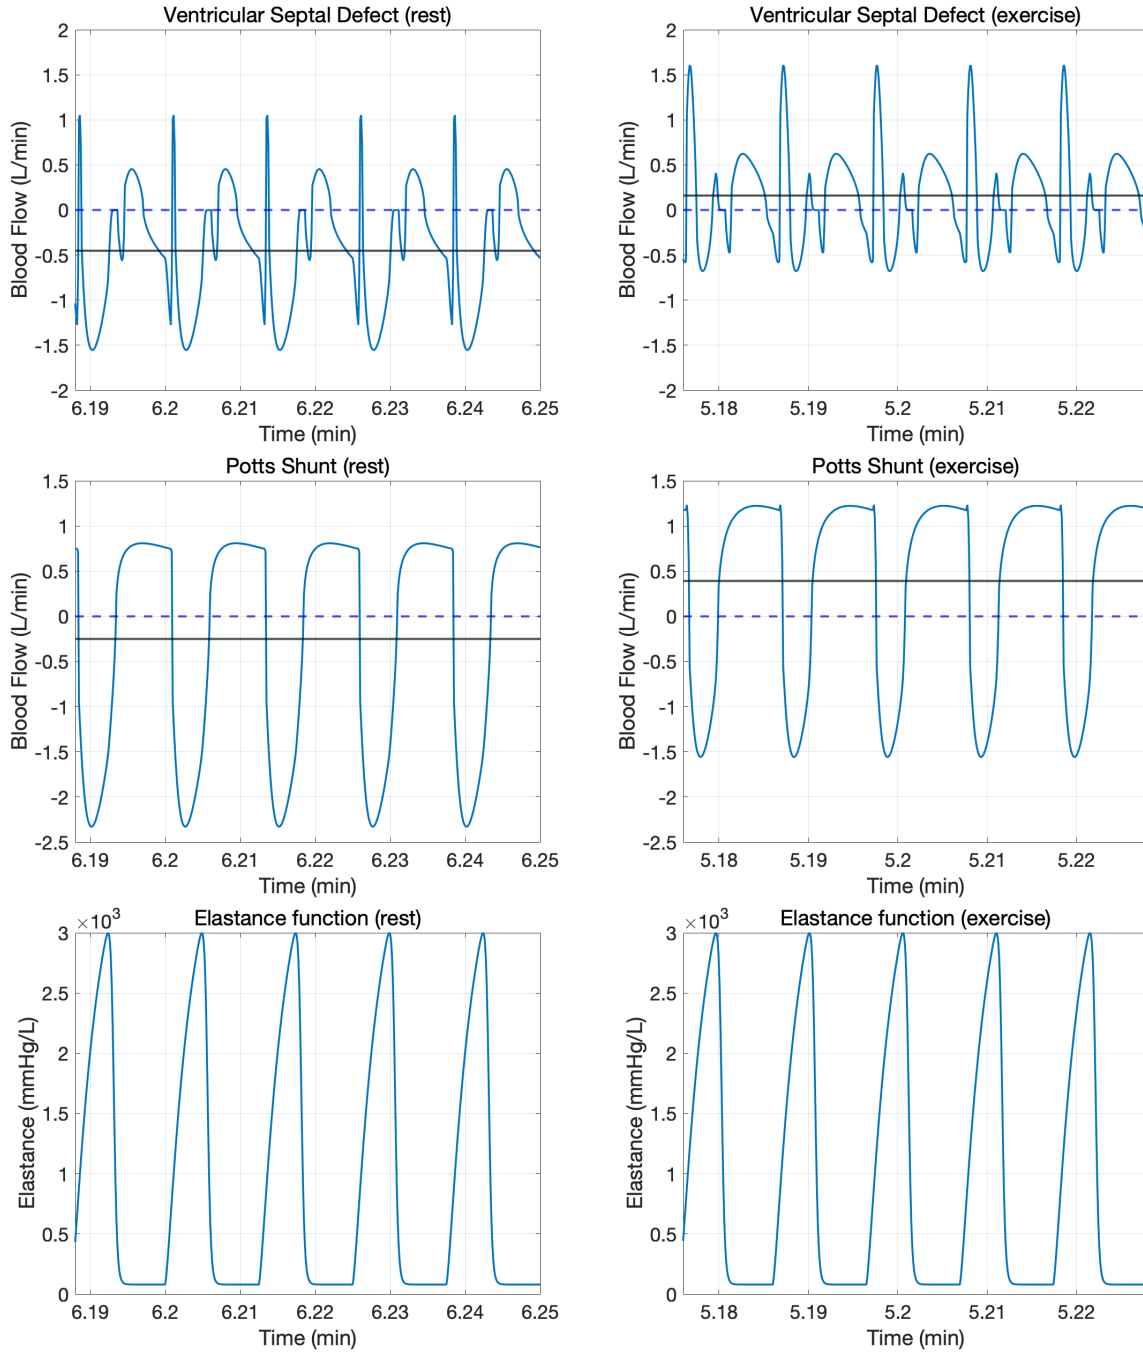 Ventricular Septal Defect (rest)
2
1.5
1
0.5
0
-0.5
-1
-1.5
-2
Blood Flow (L/min)
6.19 6.2 6.21 6.22 6.23 6.24 6.25
Time (min)
Ventricular Septal Defect (exercise)
2
1.5
1
0.5
0
-0.5
-1
-1.5
-2
Blood Flow (L/min)
5.18 5.19 5.2 5.21 5.22
Time (min)
Potts Shunt (rest)
1.5
1
0.5
0
-0.5
-1
-1.5
-2
-2.5
Blood Flow (L/min)
6.19 6.2 6.21 6.22 6.23 6.24 6.25
Time (min)
Potts Shunt (exercise)
1.5
1
0.5
0
-0.5
-1
-1.5
-2
-2.5
Blood Flow (L/min)
5.18 5.19 5.2 5.21 5.22
Time (min)
Elastance function (rest)
×10³
3
2.5
2
1.5
1
0.5
0
Elastance (mmHg/L)
6.19 6.2 6.21 6.22 6.23 6.24 6.25
Time (min)
Elastance function (exercise)
×10³
3
2.5
2
1.5
1
0.5
0
Elastance (mmHg/L)
5.18 5.19 5.2 5.21 5.22
Time (min)